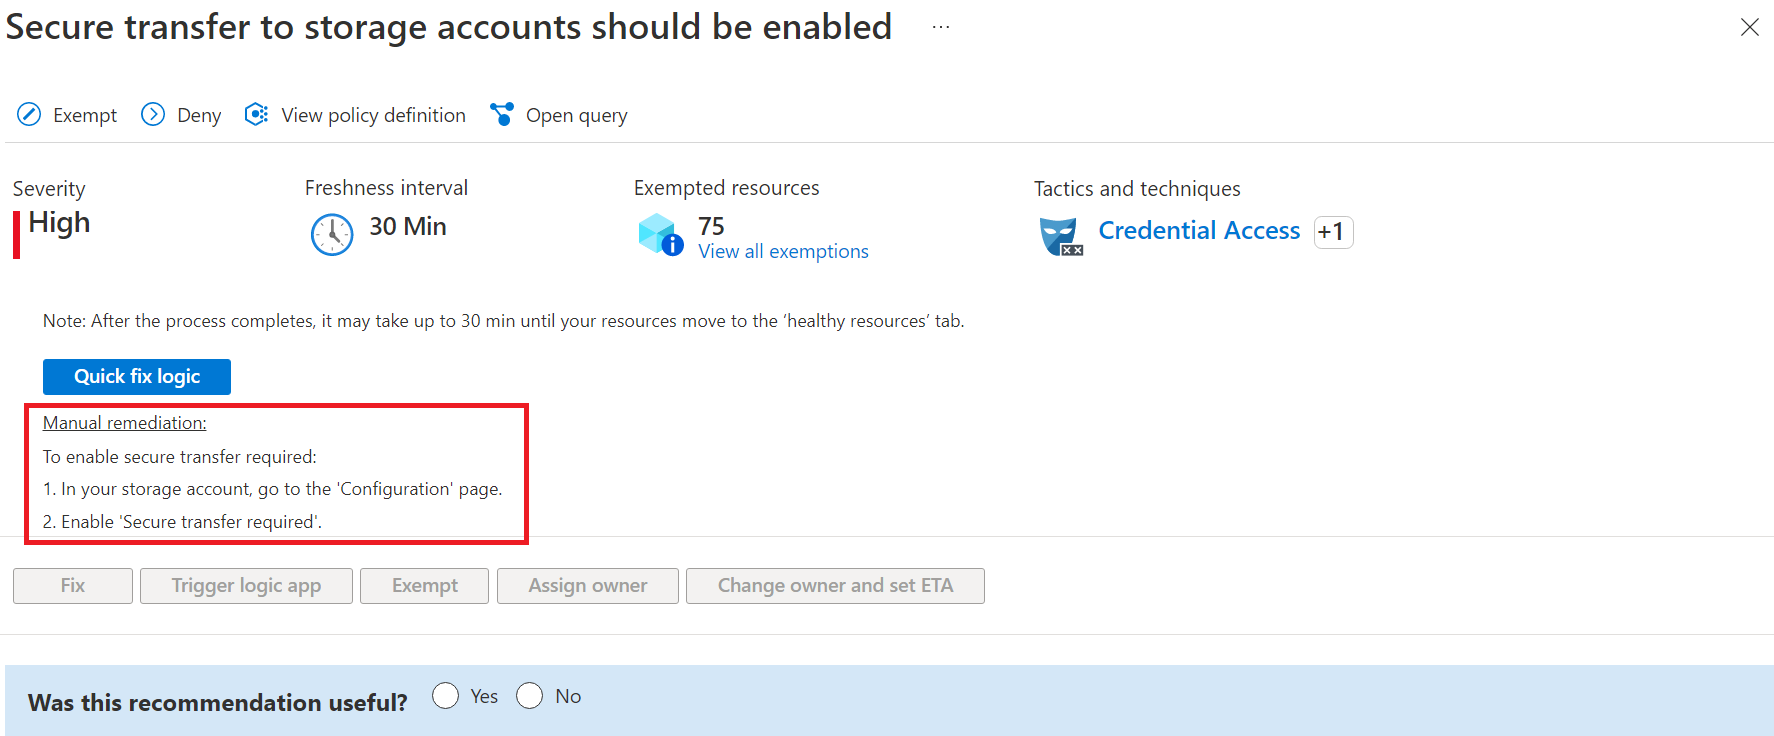 Secure transfer to storage accounts should be enabled ...
Exempt Deny View policy definition Open query
Severity
High
Freshness interval
30 Min
Exempted resources
75
View all exemptions
Tactics and techniques
Credential Access +1
Note: After the process completes, it may take up to 30 min until your resources move to the ‘healthy resources’ tab.
Quick fix logic
Manual remediation:
To enable secure transfer required:
1. In your storage account, go to the 'Configuration' page.
2. Enable 'Secure transfer required'.
Fix Trigger logic app Exempt Assign owner Change owner and set ETA
Was this recommendation useful? Yes No